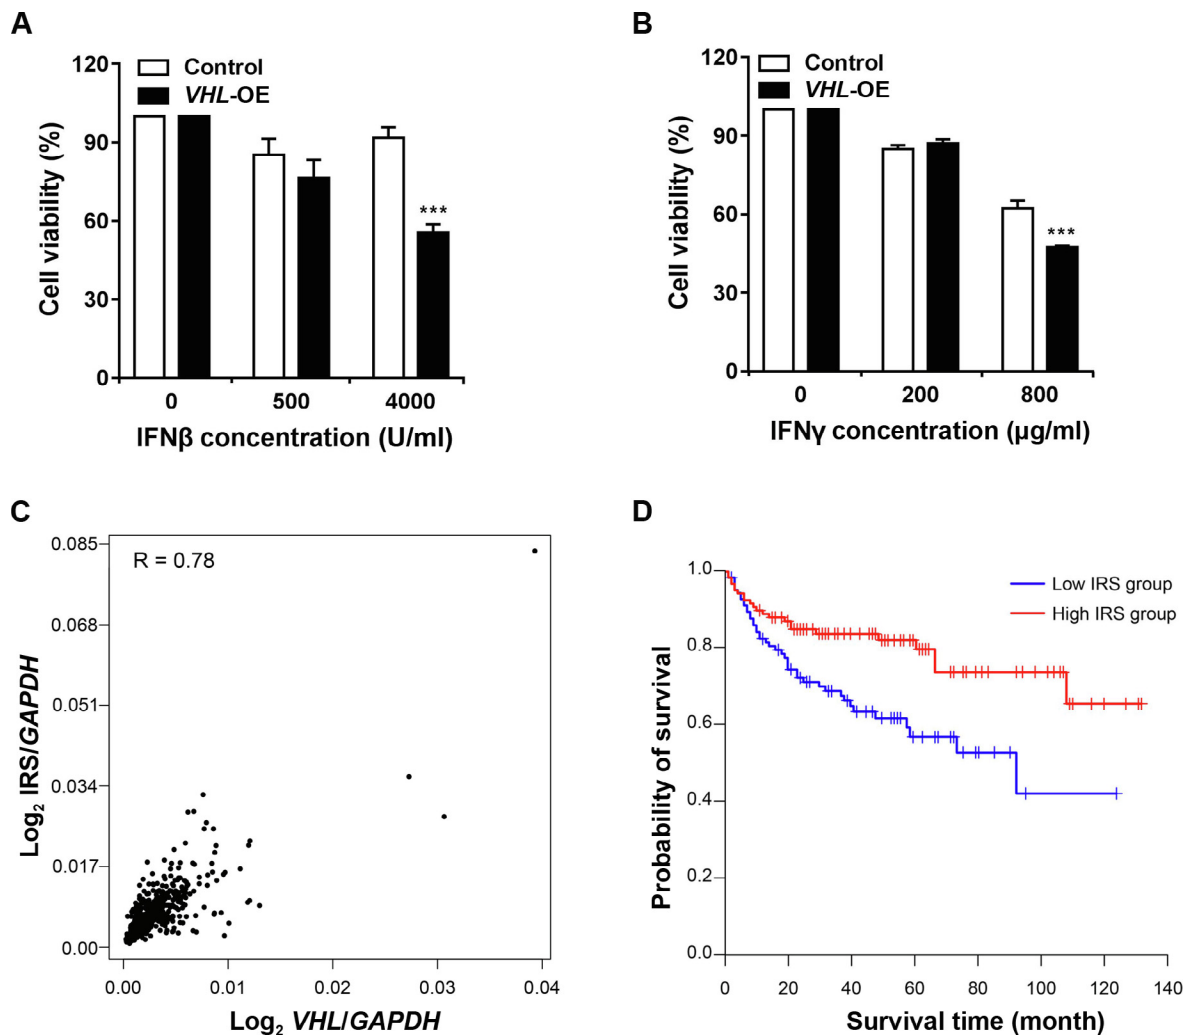 A
Control
VHL-OE
Cell viability (%)
120
90
60
30
0
***
0 500 4000
IFNβ concentration (U/ml)
B
Control
VHL-OE
Cell viability (%)
120
90
60
30
0
***
0 200 800
IFNγ concentration (µg/ml)
C
R = 0.78
Log₂ IRS/GAPDH
0.085
0.068
0.051
0.034
0.017
0.00
0.00 0.01 0.02 0.03 0.04
Log₂ VHL/GAPDH
D
Low IRS group
High IRS group
Probability of survival
1.0
0.8
0.6
0.4
0.2
0.0
0 20 40 60 80 100 120 140
Survival time (month)